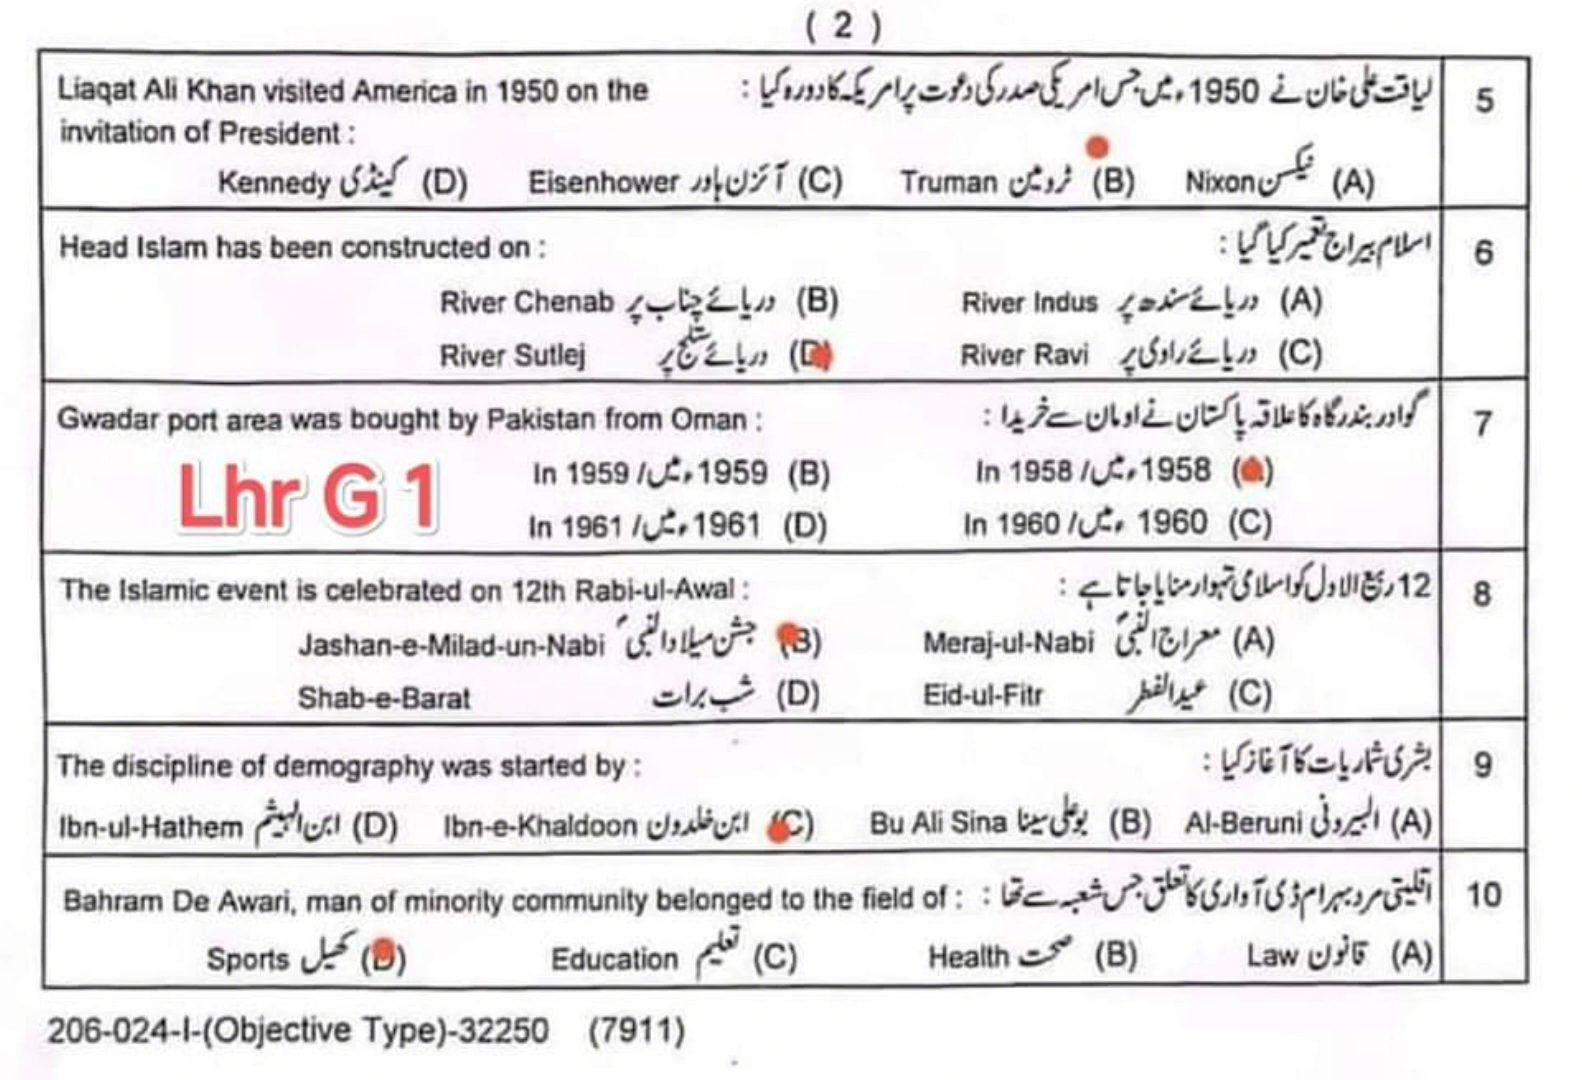 ( 2 )
Liaqat Ali Khan visited America in 1950 on the لیاقت علی خان نے 1950ء میں جس امریکی صدر کی دعوت پر امریکہ کا دورہ کیا : 5
invitation of President :
Kennedy کینڈی (D) Eisenhower آئزن ہاور (C) Truman ٹرومین (B) Nixon نیکسن (A)
Head Islam has been constructed on : اسلام بیراج تعمیر کیا گیا : 6
River Chenab دریائے چناب پر (B) River Indus دریائے سندھ پر (A)
River Sutlej دریائے ستلج پر (D) River Ravi دریائے راوی پر (C)
Gwadar port area was bought by Pakistan from Oman : گوادر بندرگاہ کا علاقہ پاکستان نے اومان سے خریدا : 7
In 1959 / 1959ء میں (B) In 1958 / 1958ء میں ( )
Lhr G 1
In 1961 / 1961ء میں (D) In 1960 / 1960ء میں (C)
The Islamic event is celebrated on 12th Rabi-ul-Awal : 12 ربیع الاول کو اسلامی تہوار منایا جاتا ہے : 8
Jashan-e-Milad-un-Nabi جشن میلاد النبیؐ (B) Meraj-ul-Nabi معراج النبیؐ (A)
Shab-e-Barat شب برات (D) Eid-ul-Fitr عیدالفطر (C)
The discipline of demography was started by : بشری شماریات کا آغاز کیا : 9
Ibn-ul-Hathem ابن الہیثم (D) Ibn-e-Khaldoon ابن خلدون (C) Bu Ali Sina بوعلی سینا (B) Al-Beruni البیرونی (A)
Bahram De Awari, man of minority community belonged to the field of : اقلیتی مرد بہرام ڈی آواری کا تعلق جس شعبہ سے تھا : 10
Sports کھیل (D) Education تعلیم (C) Health صحت (B) Law قانون (A)
206-024-I-(Objective Type)-32250 (7911)